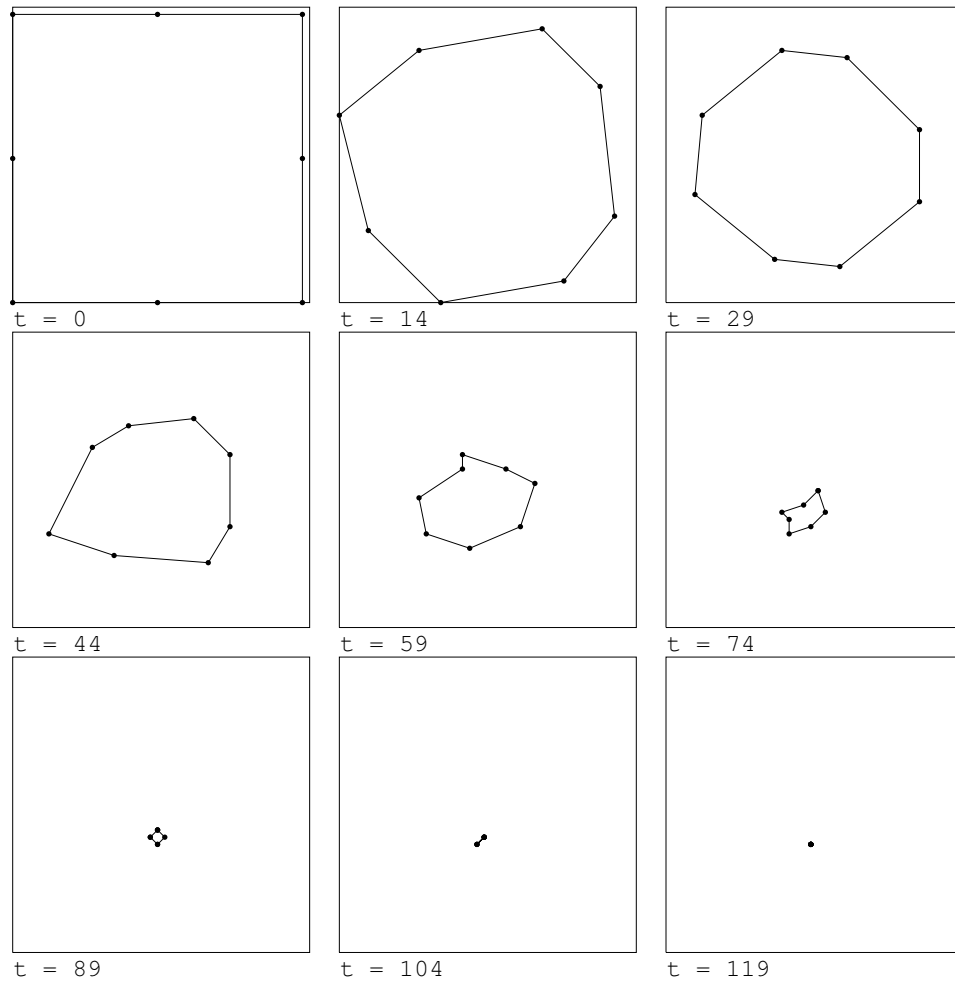 t = 0
t = 14
t = 29
t = 44
t = 59
t = 74
t = 89
t = 104
t = 119